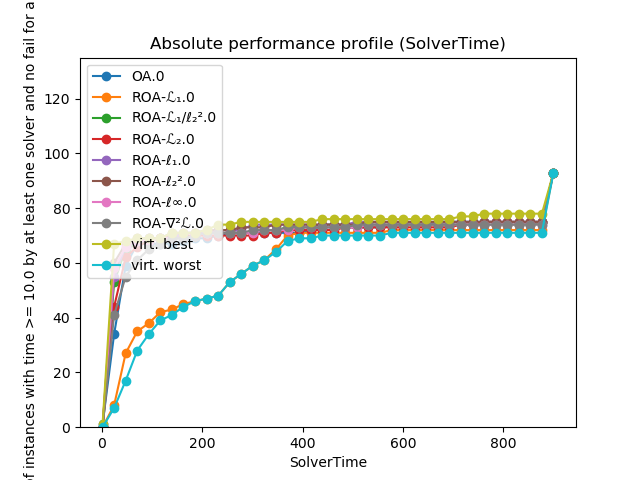 Absolute performance profile (SolverTime)
of instances with time >= 10.0 by at least one solver and no fail for a
120
100
80
60
40
20
0
OA.0
ROA-ℒ₁.0
ROA-ℒ₁/ℓ₂².0
ROA-ℒ₂.0
ROA-ℓ₁.0
ROA-ℓ₂².0
ROA-ℓ∞.0
ROA-∇²ℒ.0
virt. best
virt. worst
0 200 400 600 800
SolverTime